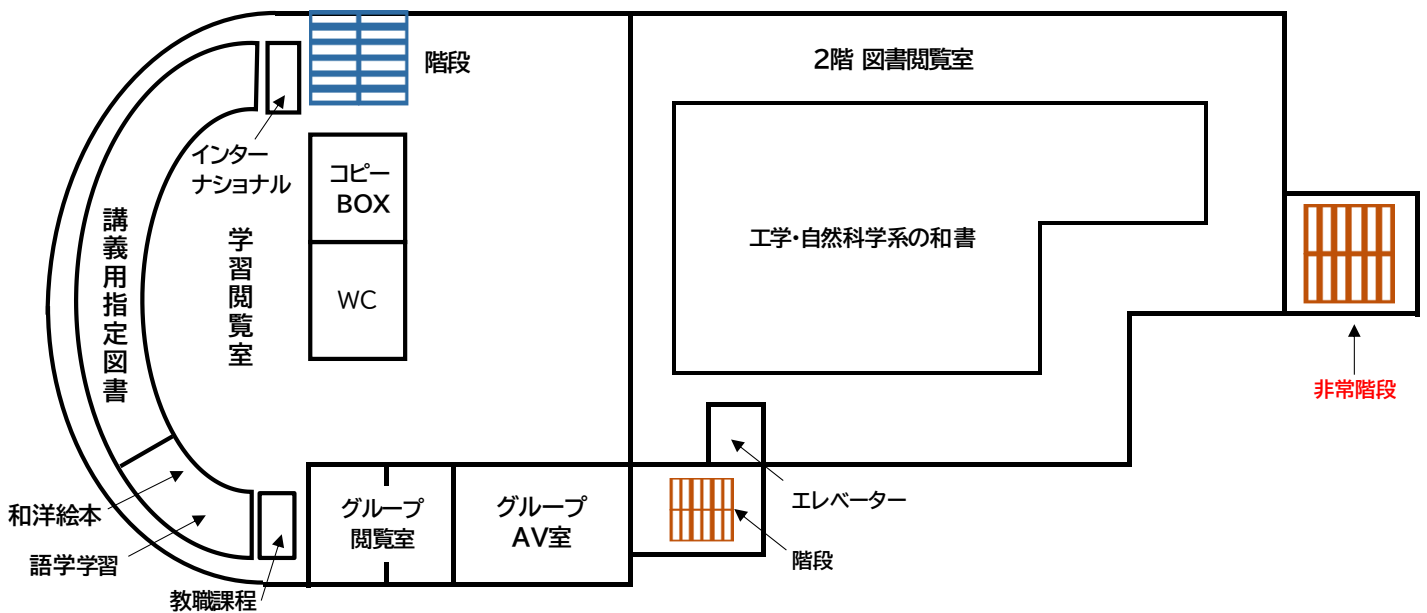 階段
2階 図書閲覧室
インター
ナショナル
コピー
BOX
講義用指定図書
学習閲覧室
工学・自然科学系の和書
WC
非常階段
和洋絵本
語学学習
教職課程
グループ
閲覧室
グループ
AV室
エレベーター
階段